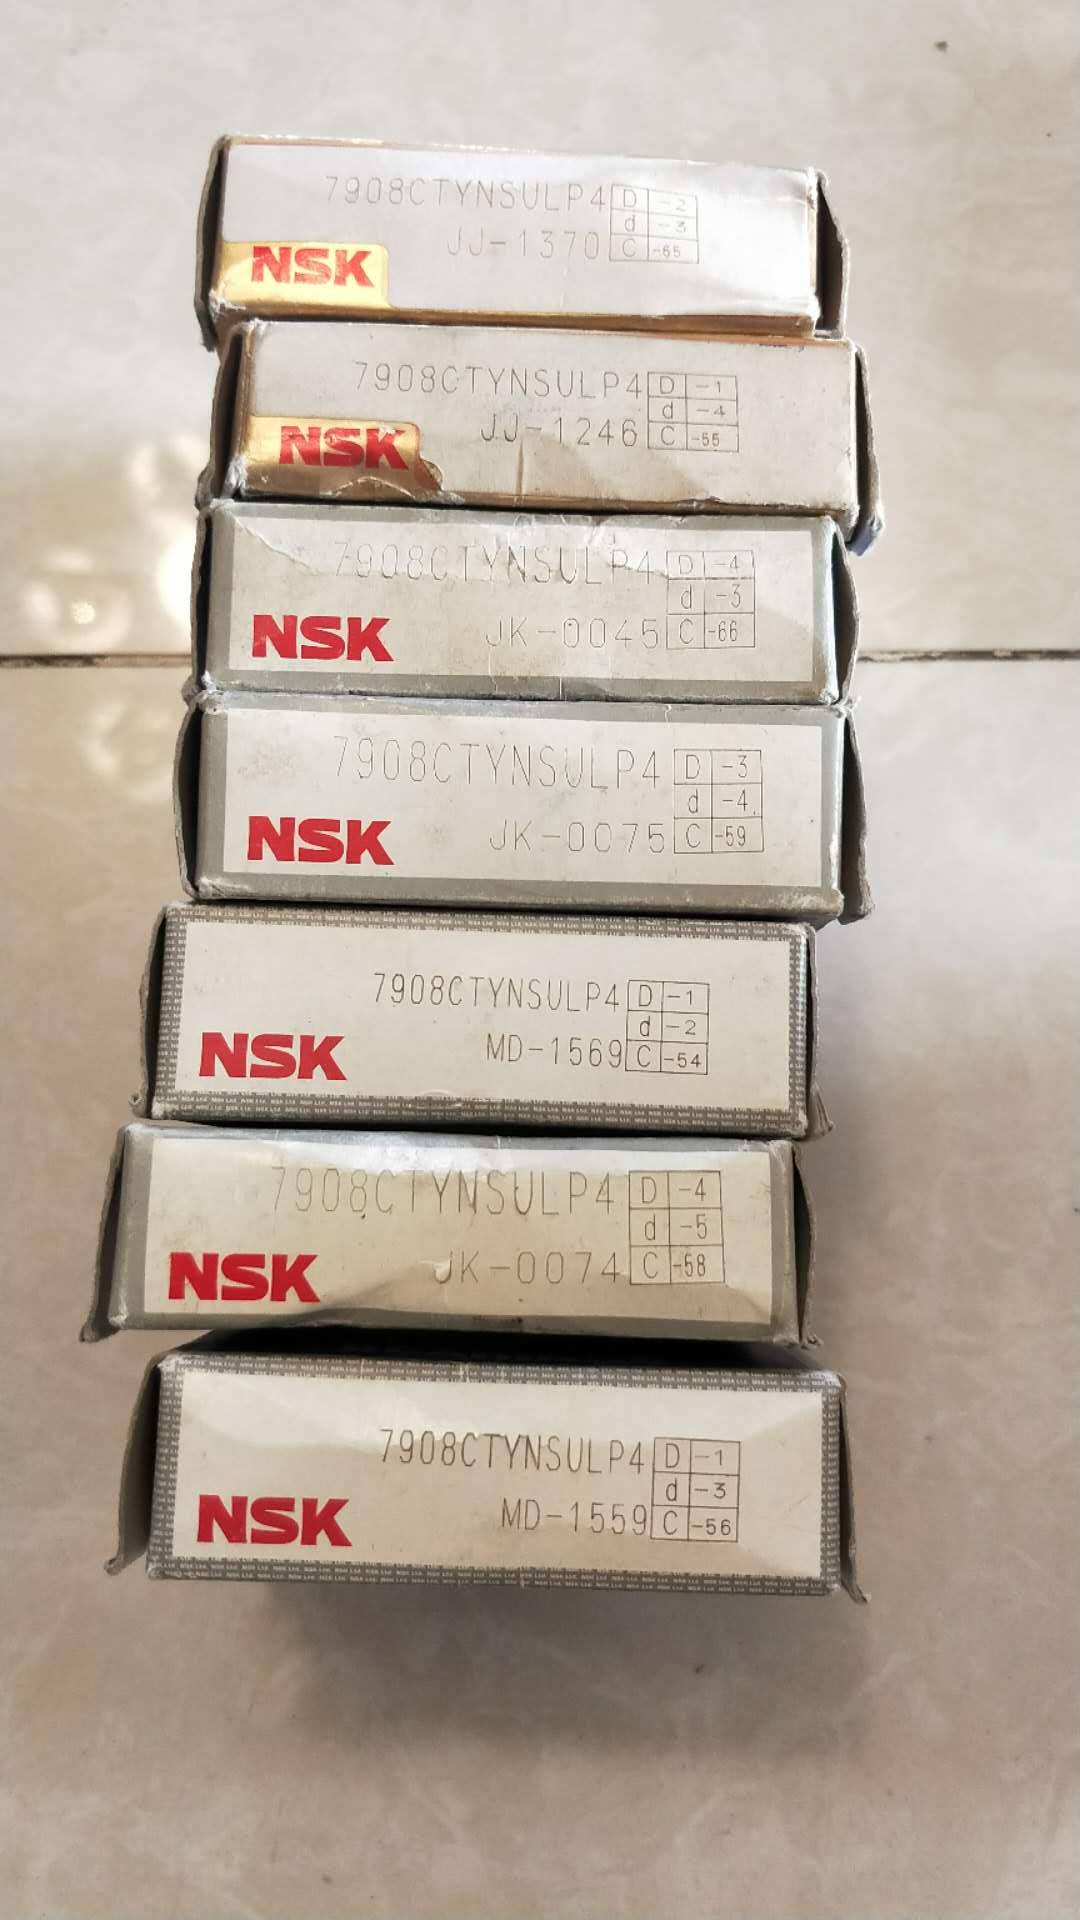 7908CTYNSULP4 D -2
d -3
NSK JJ-1370 C -65
7908CTYNSULP4 D -1
d -4
NSK JJ-1246 C -55
7908CTYNSULP4 D -4
d -3
NSK JK-0045 C -66
7908CTYNSULP4 D -3
d -4
NSK JK-0075 C -59
7908CTYNSULP4 D -1
d -2
NSK MD-1569 C -54
7908CTYNSULP4 D -4
d -5
NSK JK-0074 C -58
7908CTYNSULP4 D -1
d -3
NSK MD-1559 C -56